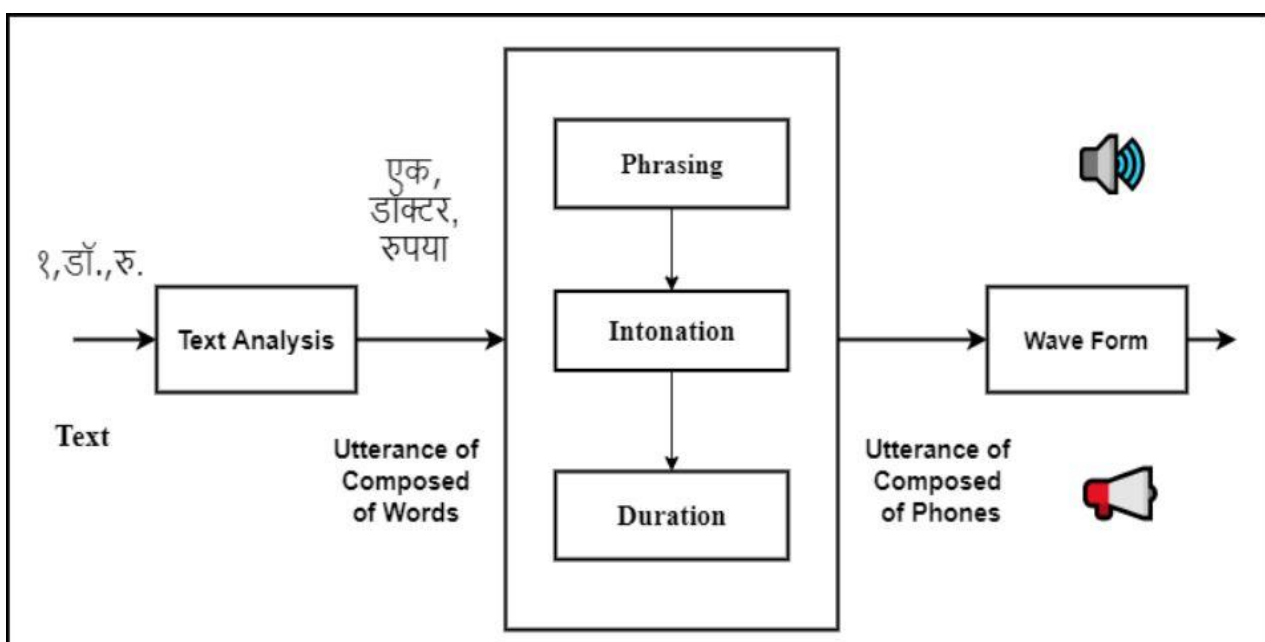 १,डॉ.,रु.
Text
Text Analysis
एक,
डॉक्टर,
रुपया
Utterance of
Composed
of Words
Phrasing
Intonation
Duration
Utterance of
Composed
of Phones
Wave Form